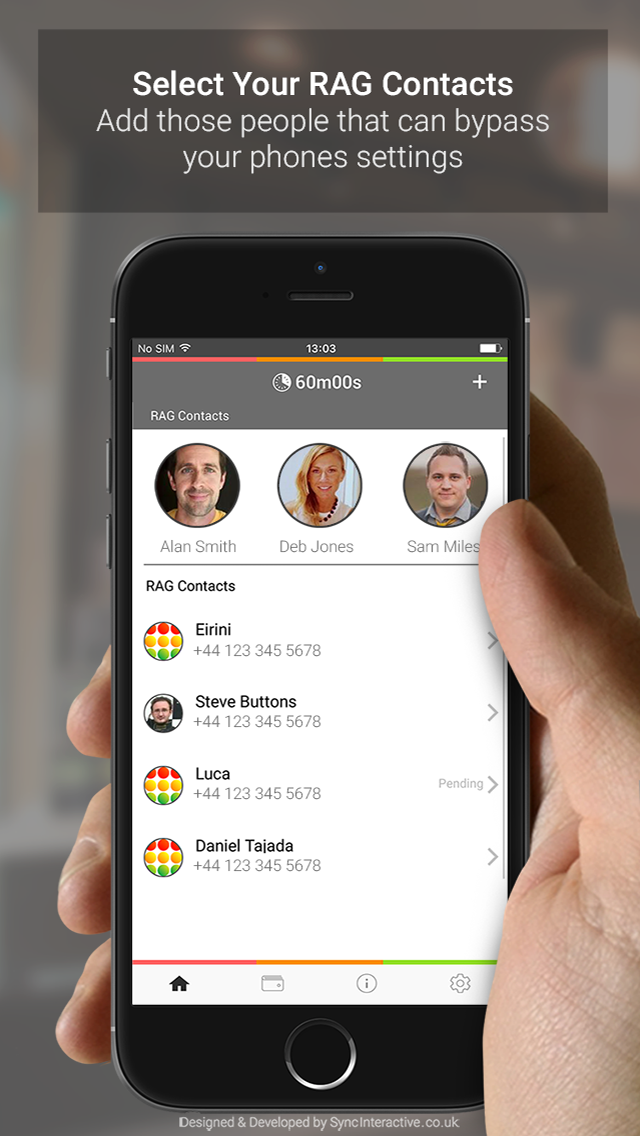 Select Your RAG Contacts
Add those people that can bypass
your phones settings
No SIM 13:03
60m00s +
RAG Contacts
Alan Smith Deb Jones Sam Miles
RAG Contacts
Eirini
+44 123 345 5678
Steve Buttons
+44 123 345 5678
Luca
+44 123 345 5678
Pending
Daniel Tajada
+44 123 345 5678
Designed & Developed by SyncInteractive.co.uk